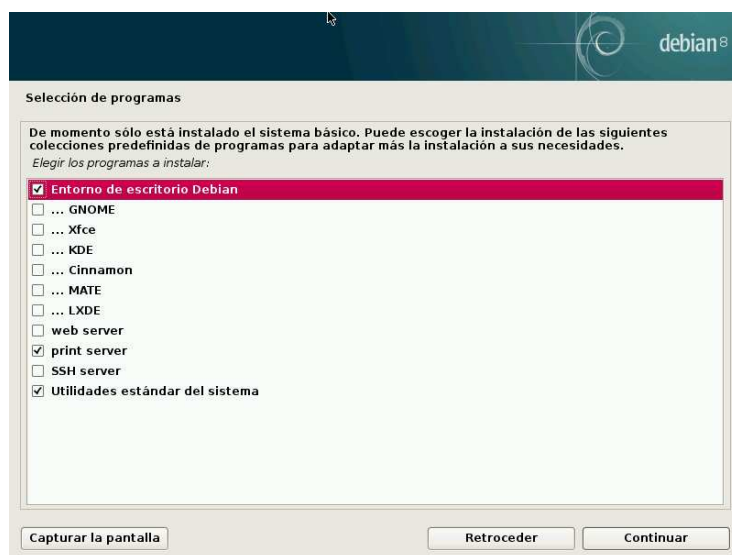 debian 8
Selección de programas
De momento sólo está instalado el sistema básico. Puede escoger la instalación de las siguientes
colecciones predefinidas de programas para adaptar más la instalación a sus necesidades.
Elegir los programas a instalar:
Entorno de escritorio Debian
... GNOME
... Xfce
... KDE
... Cinnamon
... MATE
... LXDE
web server
print server
SSH server
Utilidades estándar del sistema
Capturar la pantalla
Retroceder
Continuar